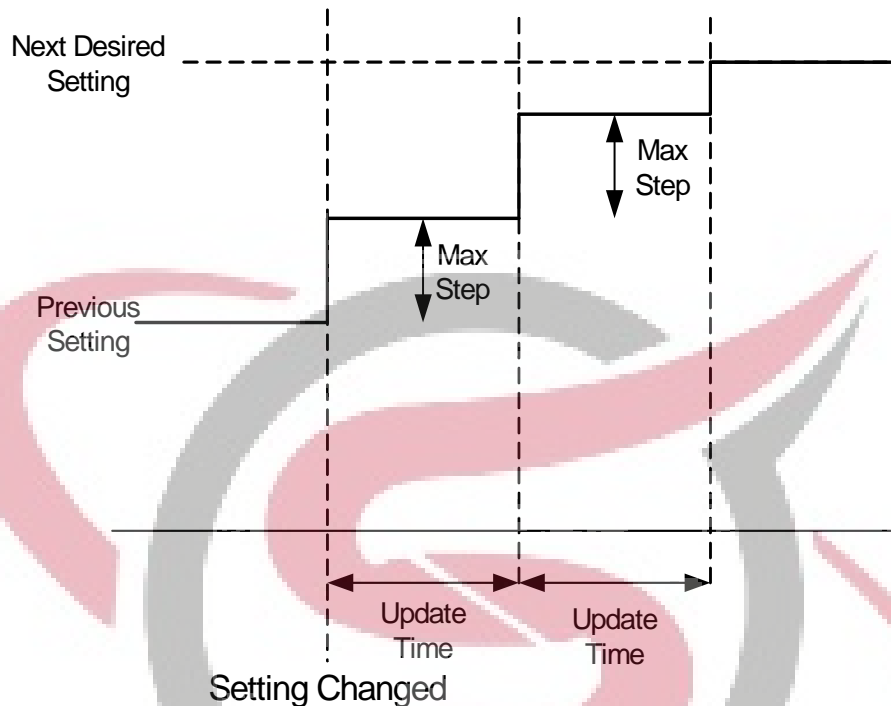 Next Desired
Setting
Max
Step
Max
Step
Previous
Setting
Update
Time
Update
Time
Setting Changed